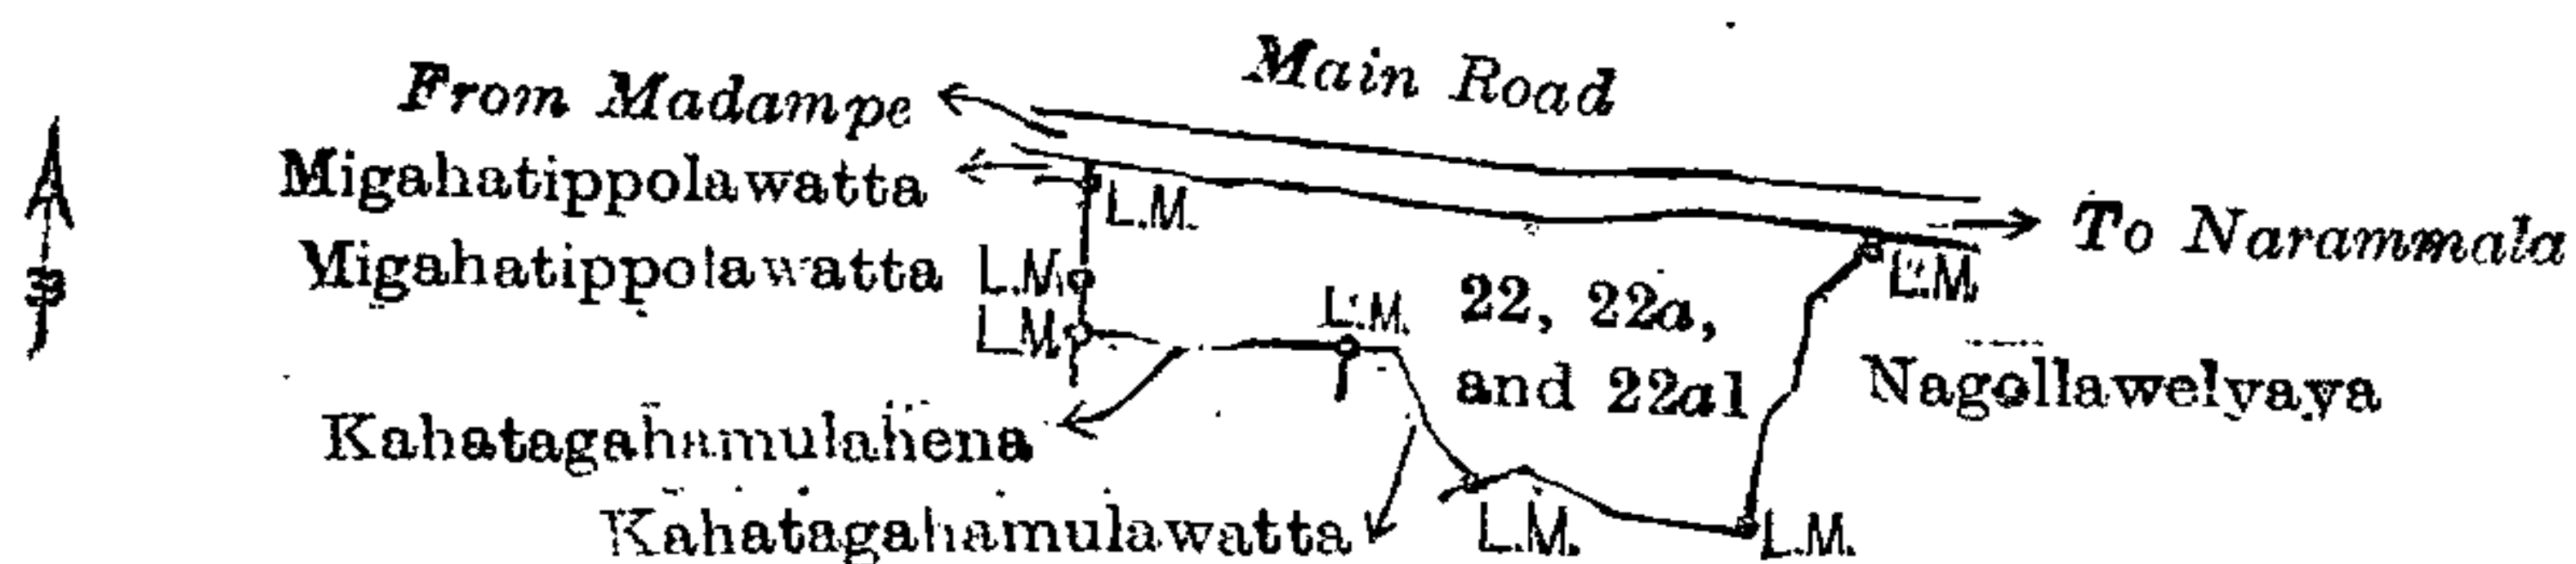 Main Road
From Madampe
Migahatippolawatta
L.M.
To Narammala
Migahatippolawatta L.M.
L.M.
L.M.
L.M.
22, 22a,
and 22a1
Nagollawelyaya
Kahatagahamulahena
Kahatagahamulawatta
L.M.
L.M.